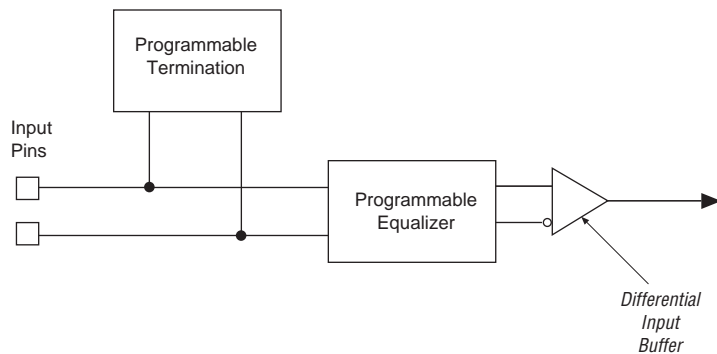 Programmable
Termination
Input
Pins
Programmable
Equalizer
Differential
Input
Buffer